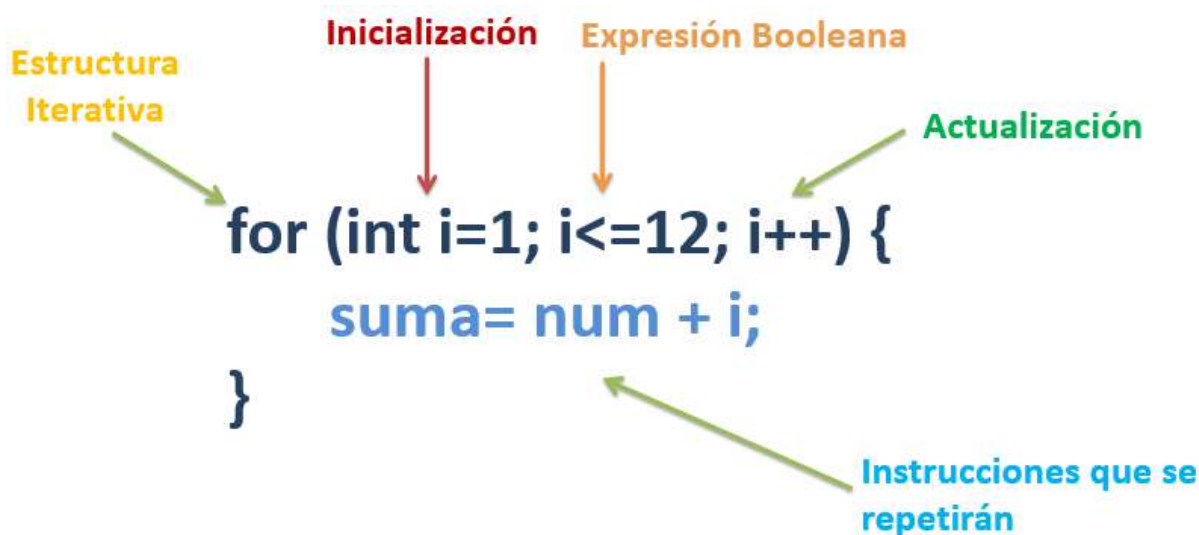 Inicialización
Expresión Booleana
Estructura
Iterativa
Actualización
for (int i=1; i<=12; i++) {
suma= num + i;
}
Instrucciones que se
repetirán